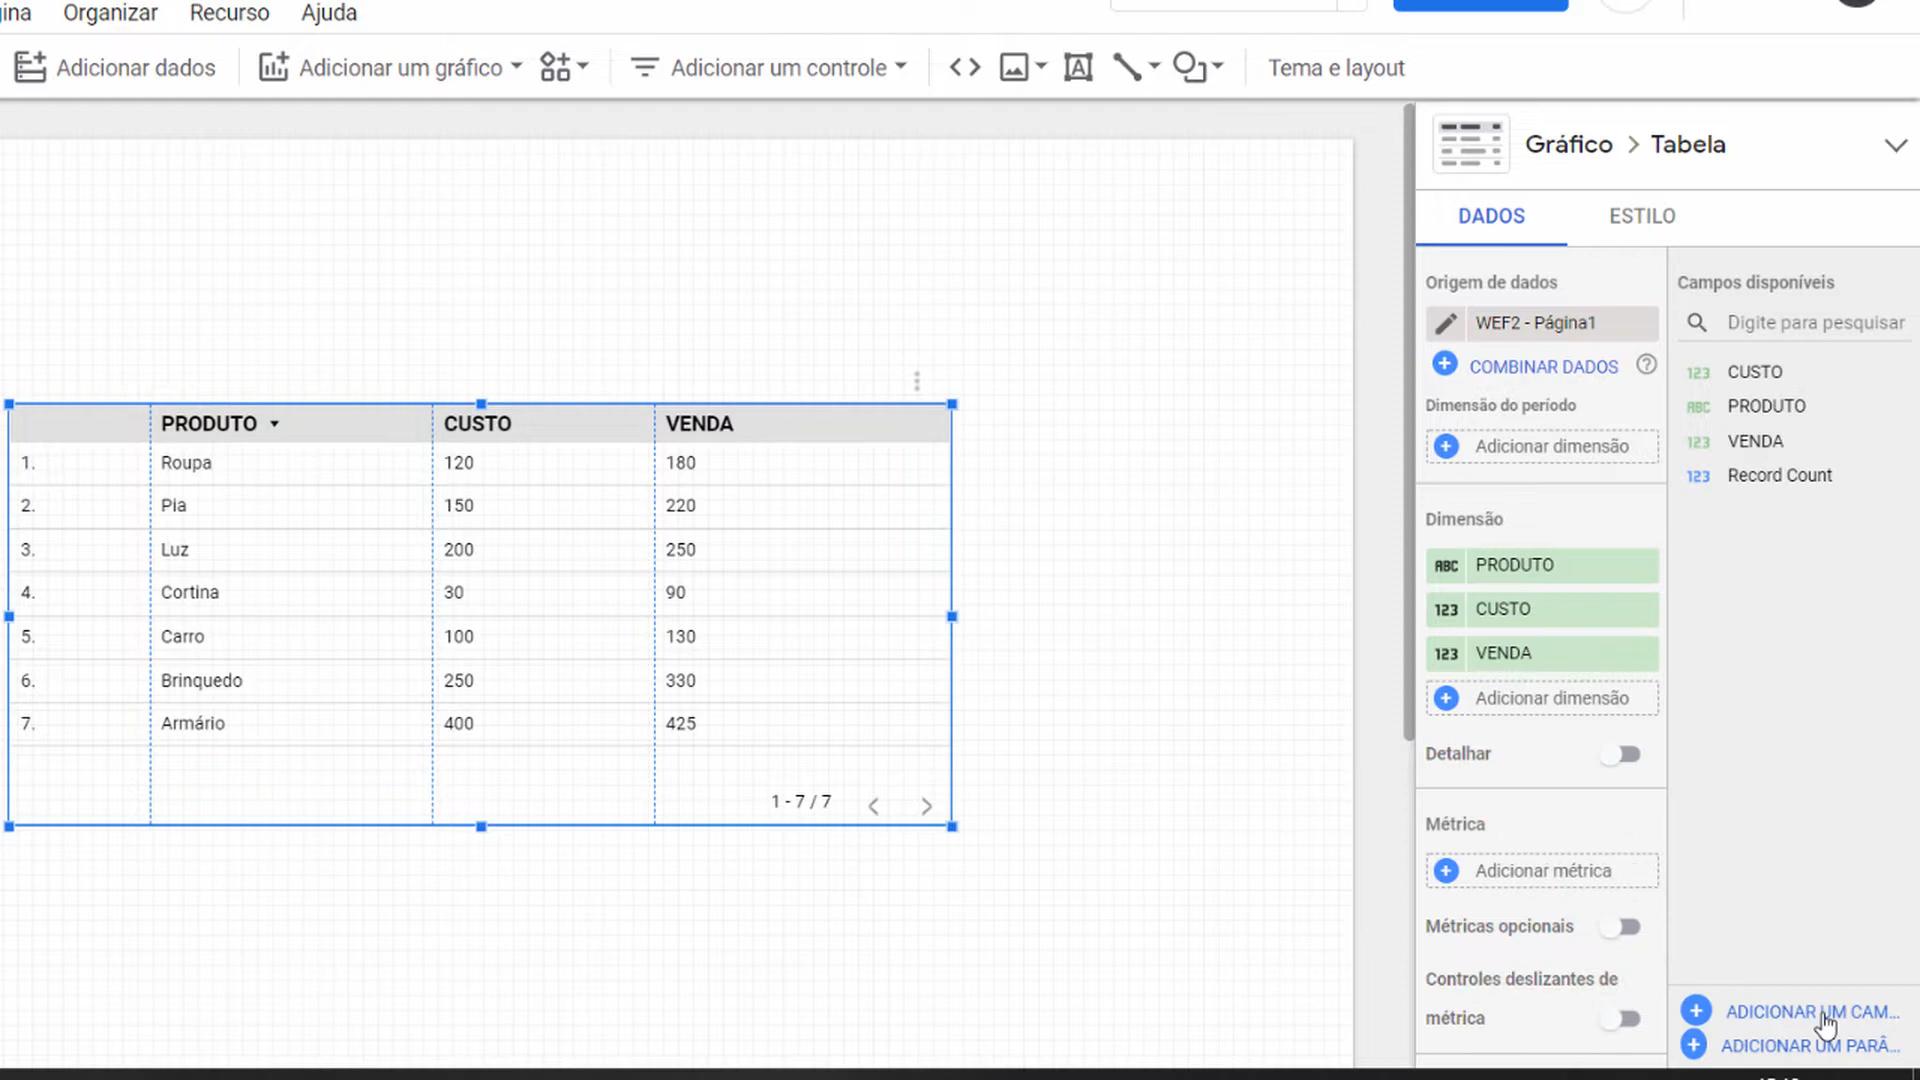 ina Organizar Recurso Ajuda
Adicionar dados Adicionar um gráfico Adicionar um controle Tema e layout
Gráfico > Tabela
DADOS ESTILO
Origem de dados
WEF2 - Página1
COMBINAR DADOS
Dimensão do período
Adicionar dimensão
Dimensão
ABC PRODUTO
123 CUSTO
123 VENDA
Adicionar dimensão
Detalhar
Métrica
Adicionar métrica
Métricas opcionais
Controles deslizantes de
métrica
Campos disponíveis
Digite para pesquisar
123 CUSTO
ABC PRODUTO
123 VENDA
123 Record Count
ADICIONAR UM CAM...
ADICIONAR UM PARÂ...
PRODUTO CUSTO VENDA
1. Roupa 120 180
2. Pia 150 220
3. Luz 200 250
4. Cortina 30 90
5. Carro 100 130
6. Brinquedo 250 330
7. Armário 400 425
1 - 7 / 7